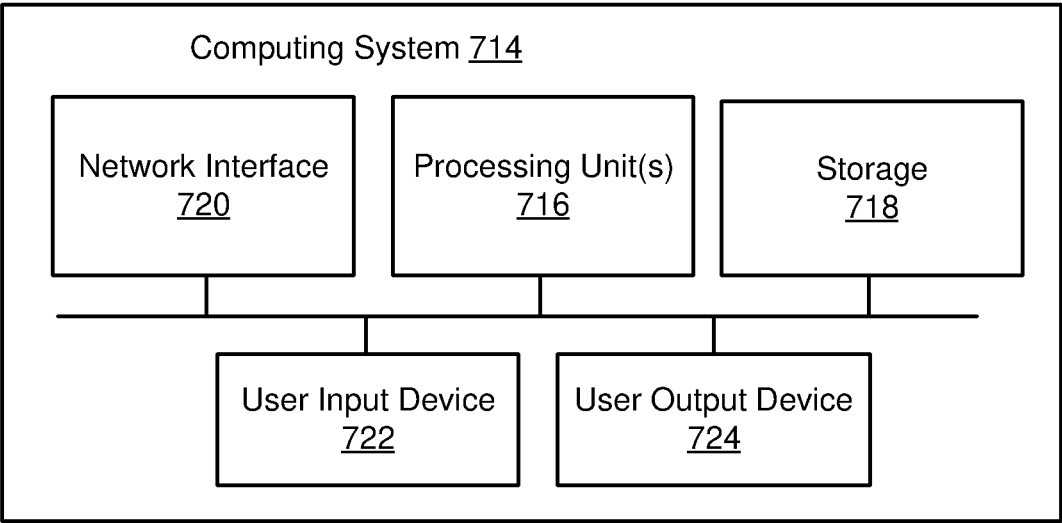 Computing System 714
Network Interface
720
Processing Unit(s)
716
Storage
718
User Input Device
722
User Output Device
724